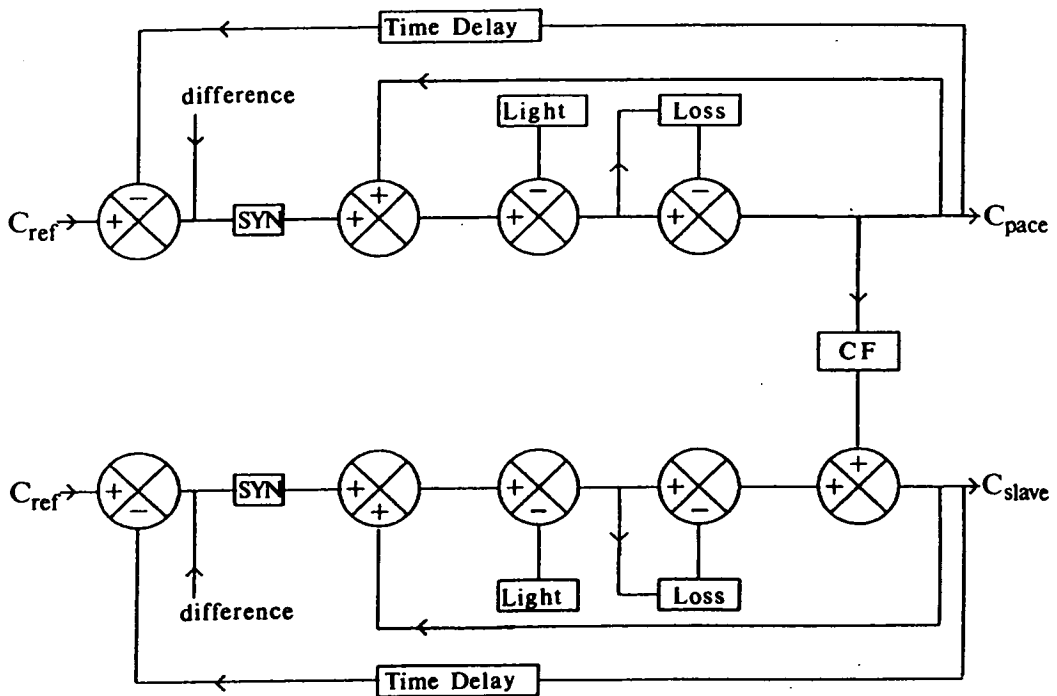 Time Delay
difference
Light
Loss
− + SYN + + + − + −
C_ref
C_pace
CF
C_ref
+ − SYN + + + − + − + +
C_slave
Light
Loss
difference
Time Delay